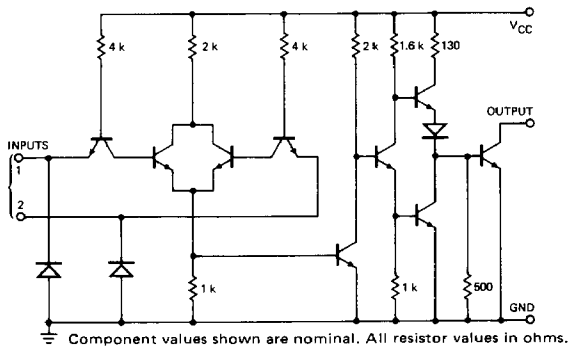 VCC
4 k
2 k
4 k
2 k
1.6 k
130
OUTPUT
INPUTS
1
2
1 k
1 k
500
GND
Component values shown are nominal. All resistor values in ohms.